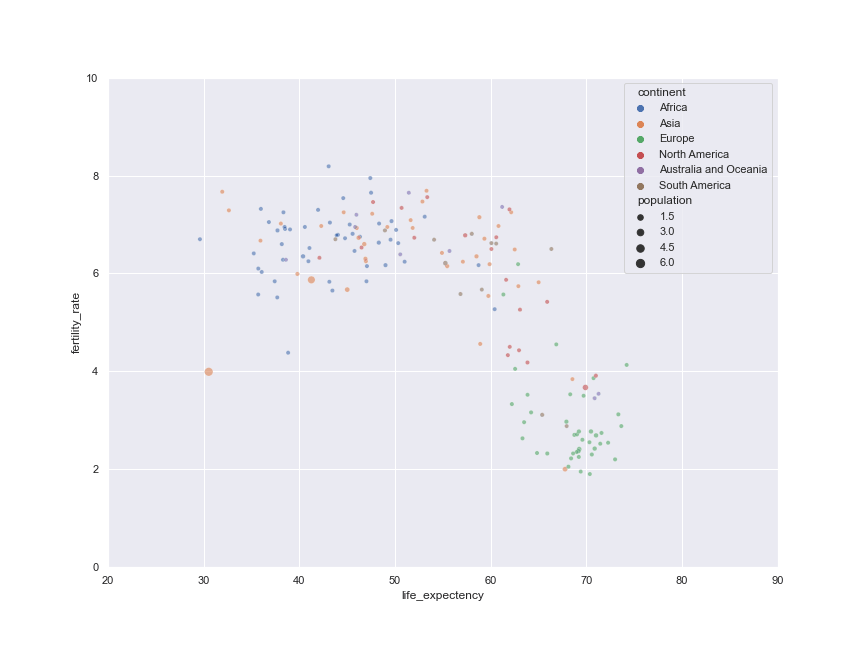 10
8
6
4
2
0
fertility_rate
20 30 40 50 60 70 80 90
life_expectency
continent
Africa
Asia
Europe
North America
Australia and Oceania
South America
population
1.5
3.0
4.5
6.0